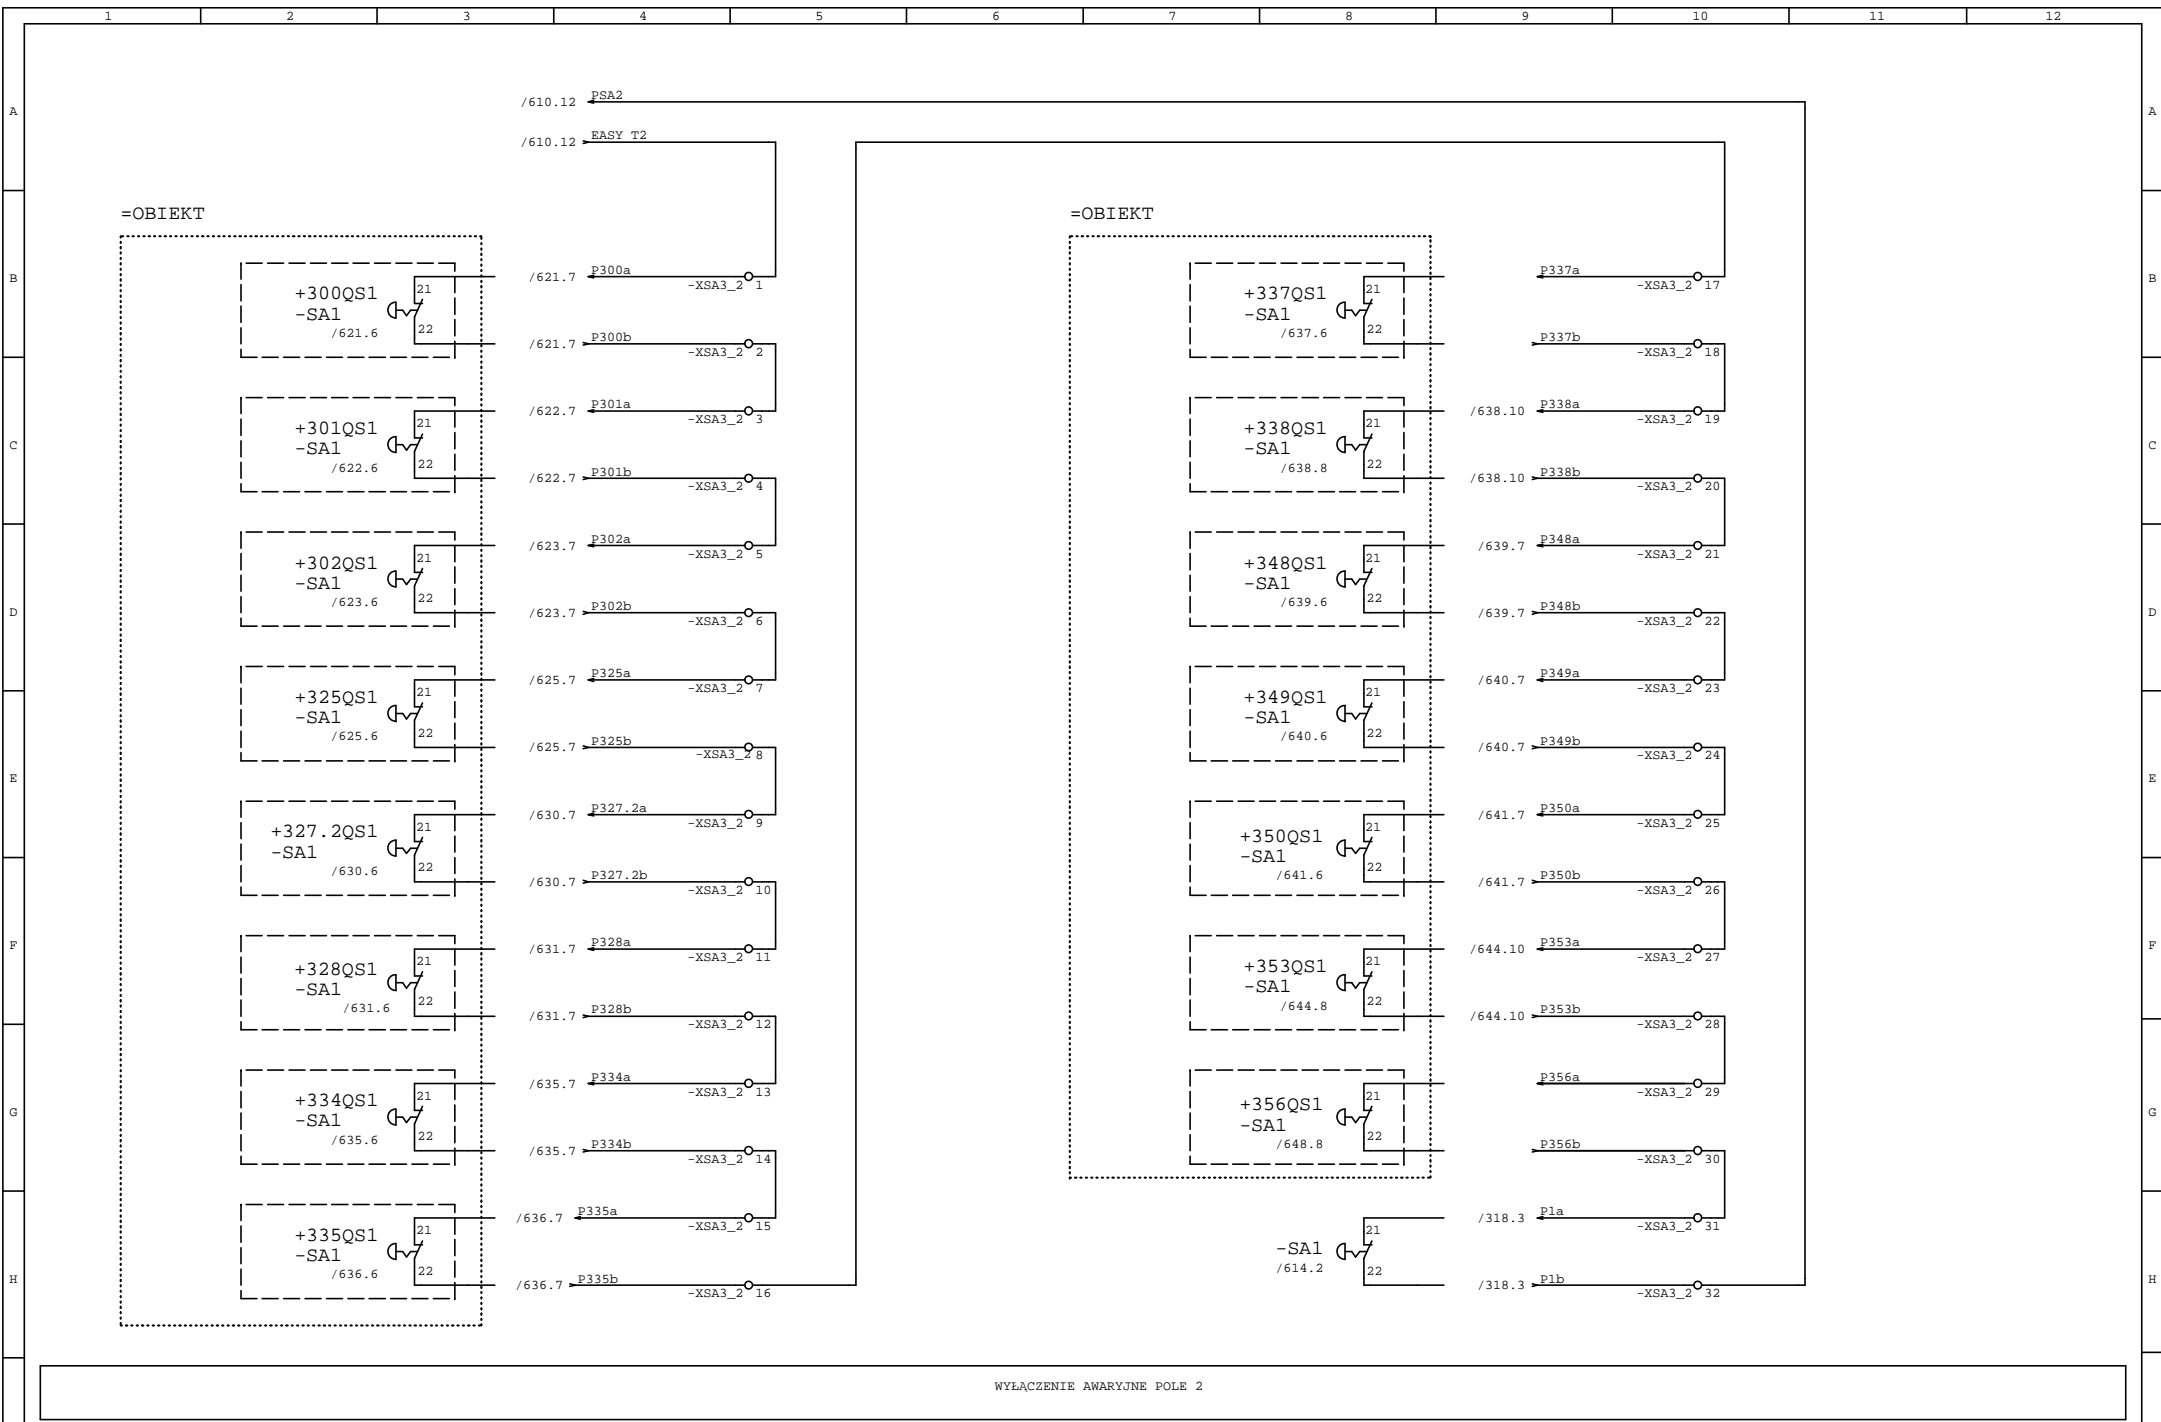 1 2 3 4 5 6 7 8 9 10 11 12
A A
/610.12 PSA2
/610.12 EASY T2
=OBIEKT
B
+300QS1
-SA1
/621.6
21
22
/621.7 P300a
-XSA3_2 1
/621.7 P300b
-XSA3_2 2
C
+301QS1
-SA1
/622.6
21
22
/622.7 P301a
-XSA3_2 3
/622.7 P301b
-XSA3_2 4
D
+302QS1
-SA1
/623.6
21
22
/623.7 P302a
-XSA3_2 5
/623.7 P302b
-XSA3_2 6
+325QS1
-SA1
/625.6
21
22
/625.7 P325a
-XSA3_2 7
/625.7 P325b
-XSA3_2 8
E
+327.2QS1
-SA1
/630.6
21
22
/630.7 P327.2a
-XSA3_2 9
/630.7 P327.2b
-XSA3_2 10
F
+328QS1
-SA1
/631.6
21
22
/631.7 P328a
-XSA3_2 11
/631.7 P328b
-XSA3_2 12
G
+334QS1
-SA1
/635.6
21
22
/635.7 P334a
-XSA3_2 13
/635.7 P334b
-XSA3_2 14
H
+335QS1
-SA1
/636.6
21
22
/636.7 P335a
-XSA3_2 15
/636.7 P335b
-XSA3_2 16
=OBIEKT
B
+337QS1
-SA1
/637.6
21
22
P337a
-XSA3_2 17
P337b
-XSA3_2 18
C
+338QS1
-SA1
/638.8
21
22
/638.10 P338a
-XSA3_2 19
/638.10 P338b
-XSA3_2 20
D
+348QS1
-SA1
/639.6
21
22
/639.7 P348a
-XSA3_2 21
/639.7 P348b
-XSA3_2 22
+349QS1
-SA1
/640.6
21
22
/640.7 P349a
-XSA3_2 23
/640.7 P349b
-XSA3_2 24
E
+350QS1
-SA1
/641.6
21
22
/641.7 P350a
-XSA3_2 25
/641.7 P350b
-XSA3_2 26
F
+353QS1
-SA1
/644.8
21
22
/644.10 P353a
-XSA3_2 27
/644.10 P353b
-XSA3_2 28
G
+356QS1
-SA1
/648.8
21
22
P356a
-XSA3_2 29
P356b
-XSA3_2 30
H
-SA1
/614.2
21
22
/318.3 P1a
-XSA3_2 31
/318.3 P1b
-XSA3_2 32
WYŁĄCZENIE AWARYJNE POLE 2